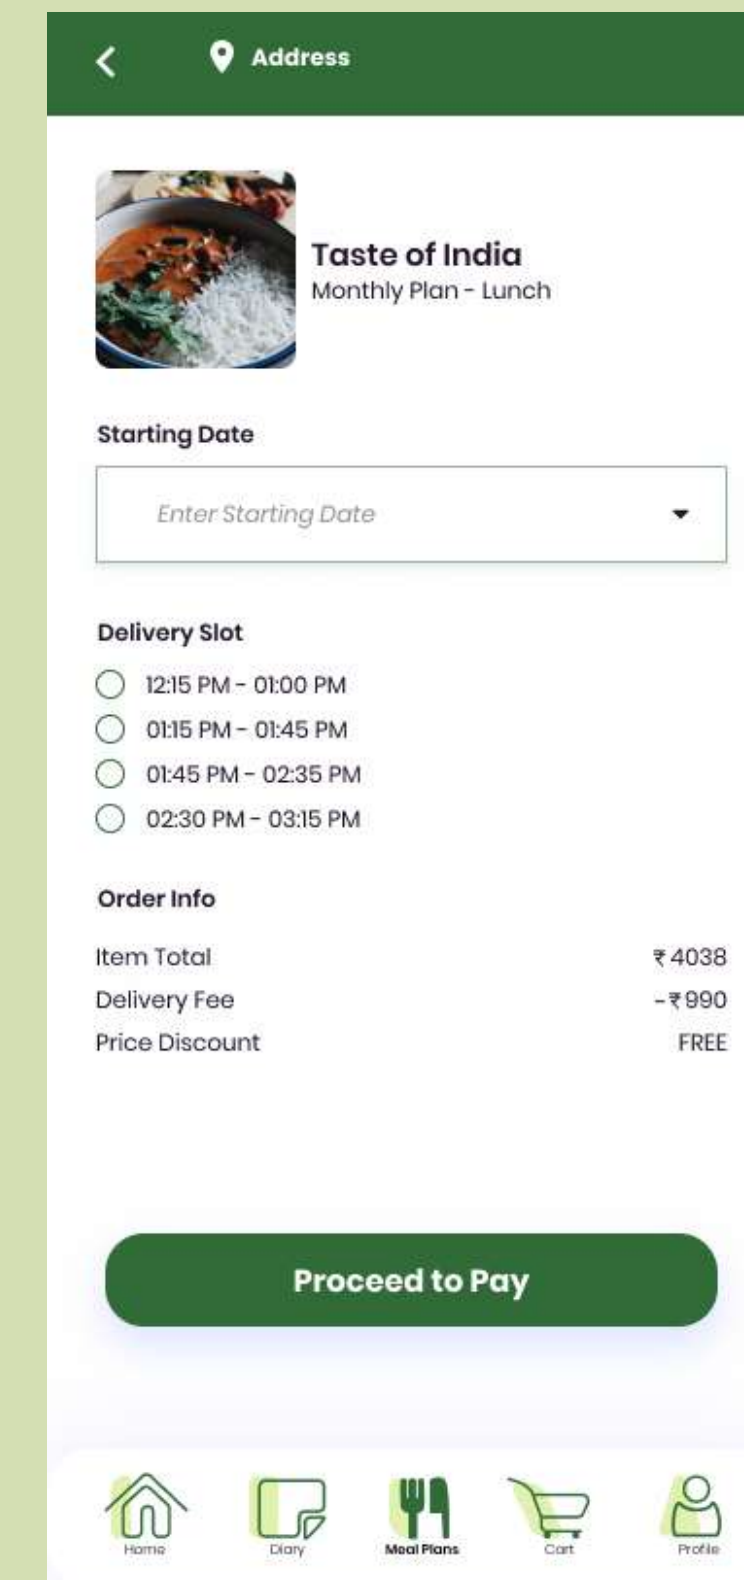 Address
Taste of India
Monthly Plan - Lunch
Starting Date
Enter Starting Date
Delivery Slot
12:15 PM - 01:00 PM
01:15 PM - 01:45 PM
01:45 PM - 02:35 PM
02:30 PM - 03:15 PM
Order Info
Item Total ₹ 4038
Delivery Fee -₹ 990
Price Discount FREE
Proceed to Pay
Home Diary Meal Plans Cart Profile